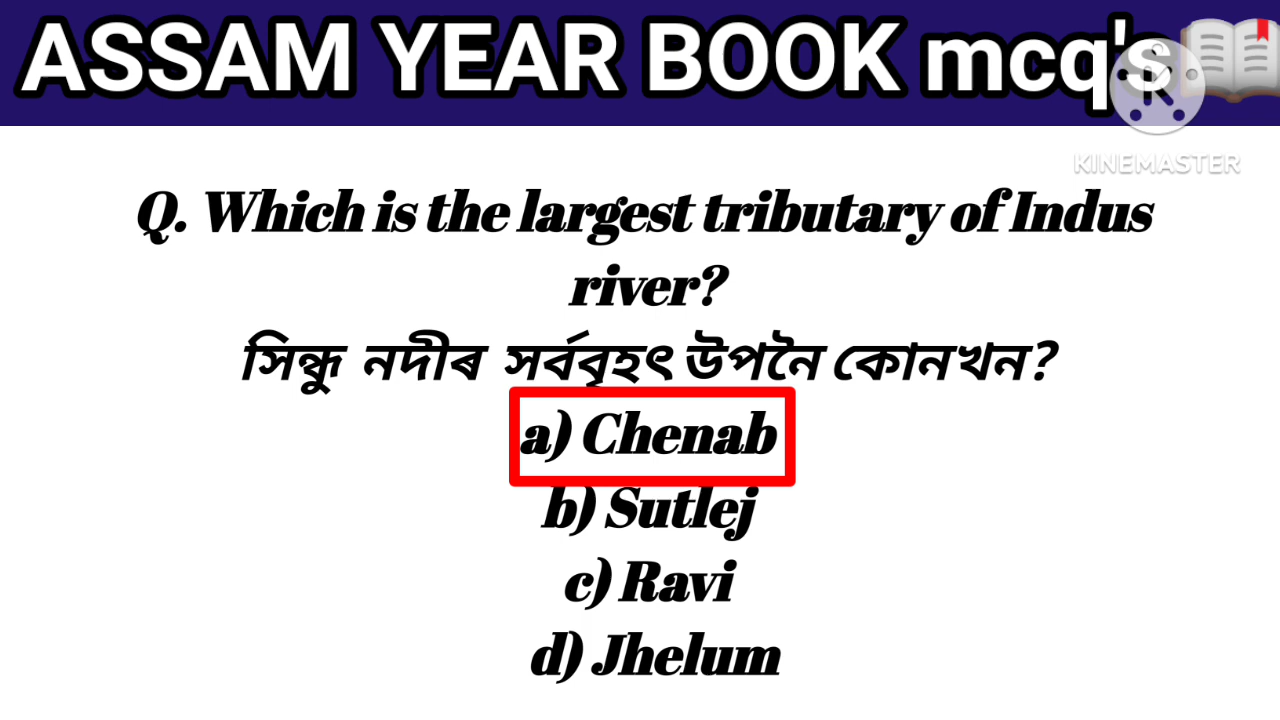 ASSAM YEAR BOOK mcq's
KINEMASTER
Q. Which is the largest tributary of Indus
river?
সিন্ধু নদীৰ সৰ্ববৃহৎ উপনৈ কোনখন?
a) Chenab
b) Sutlej
c) Ravi
d) Jhelum